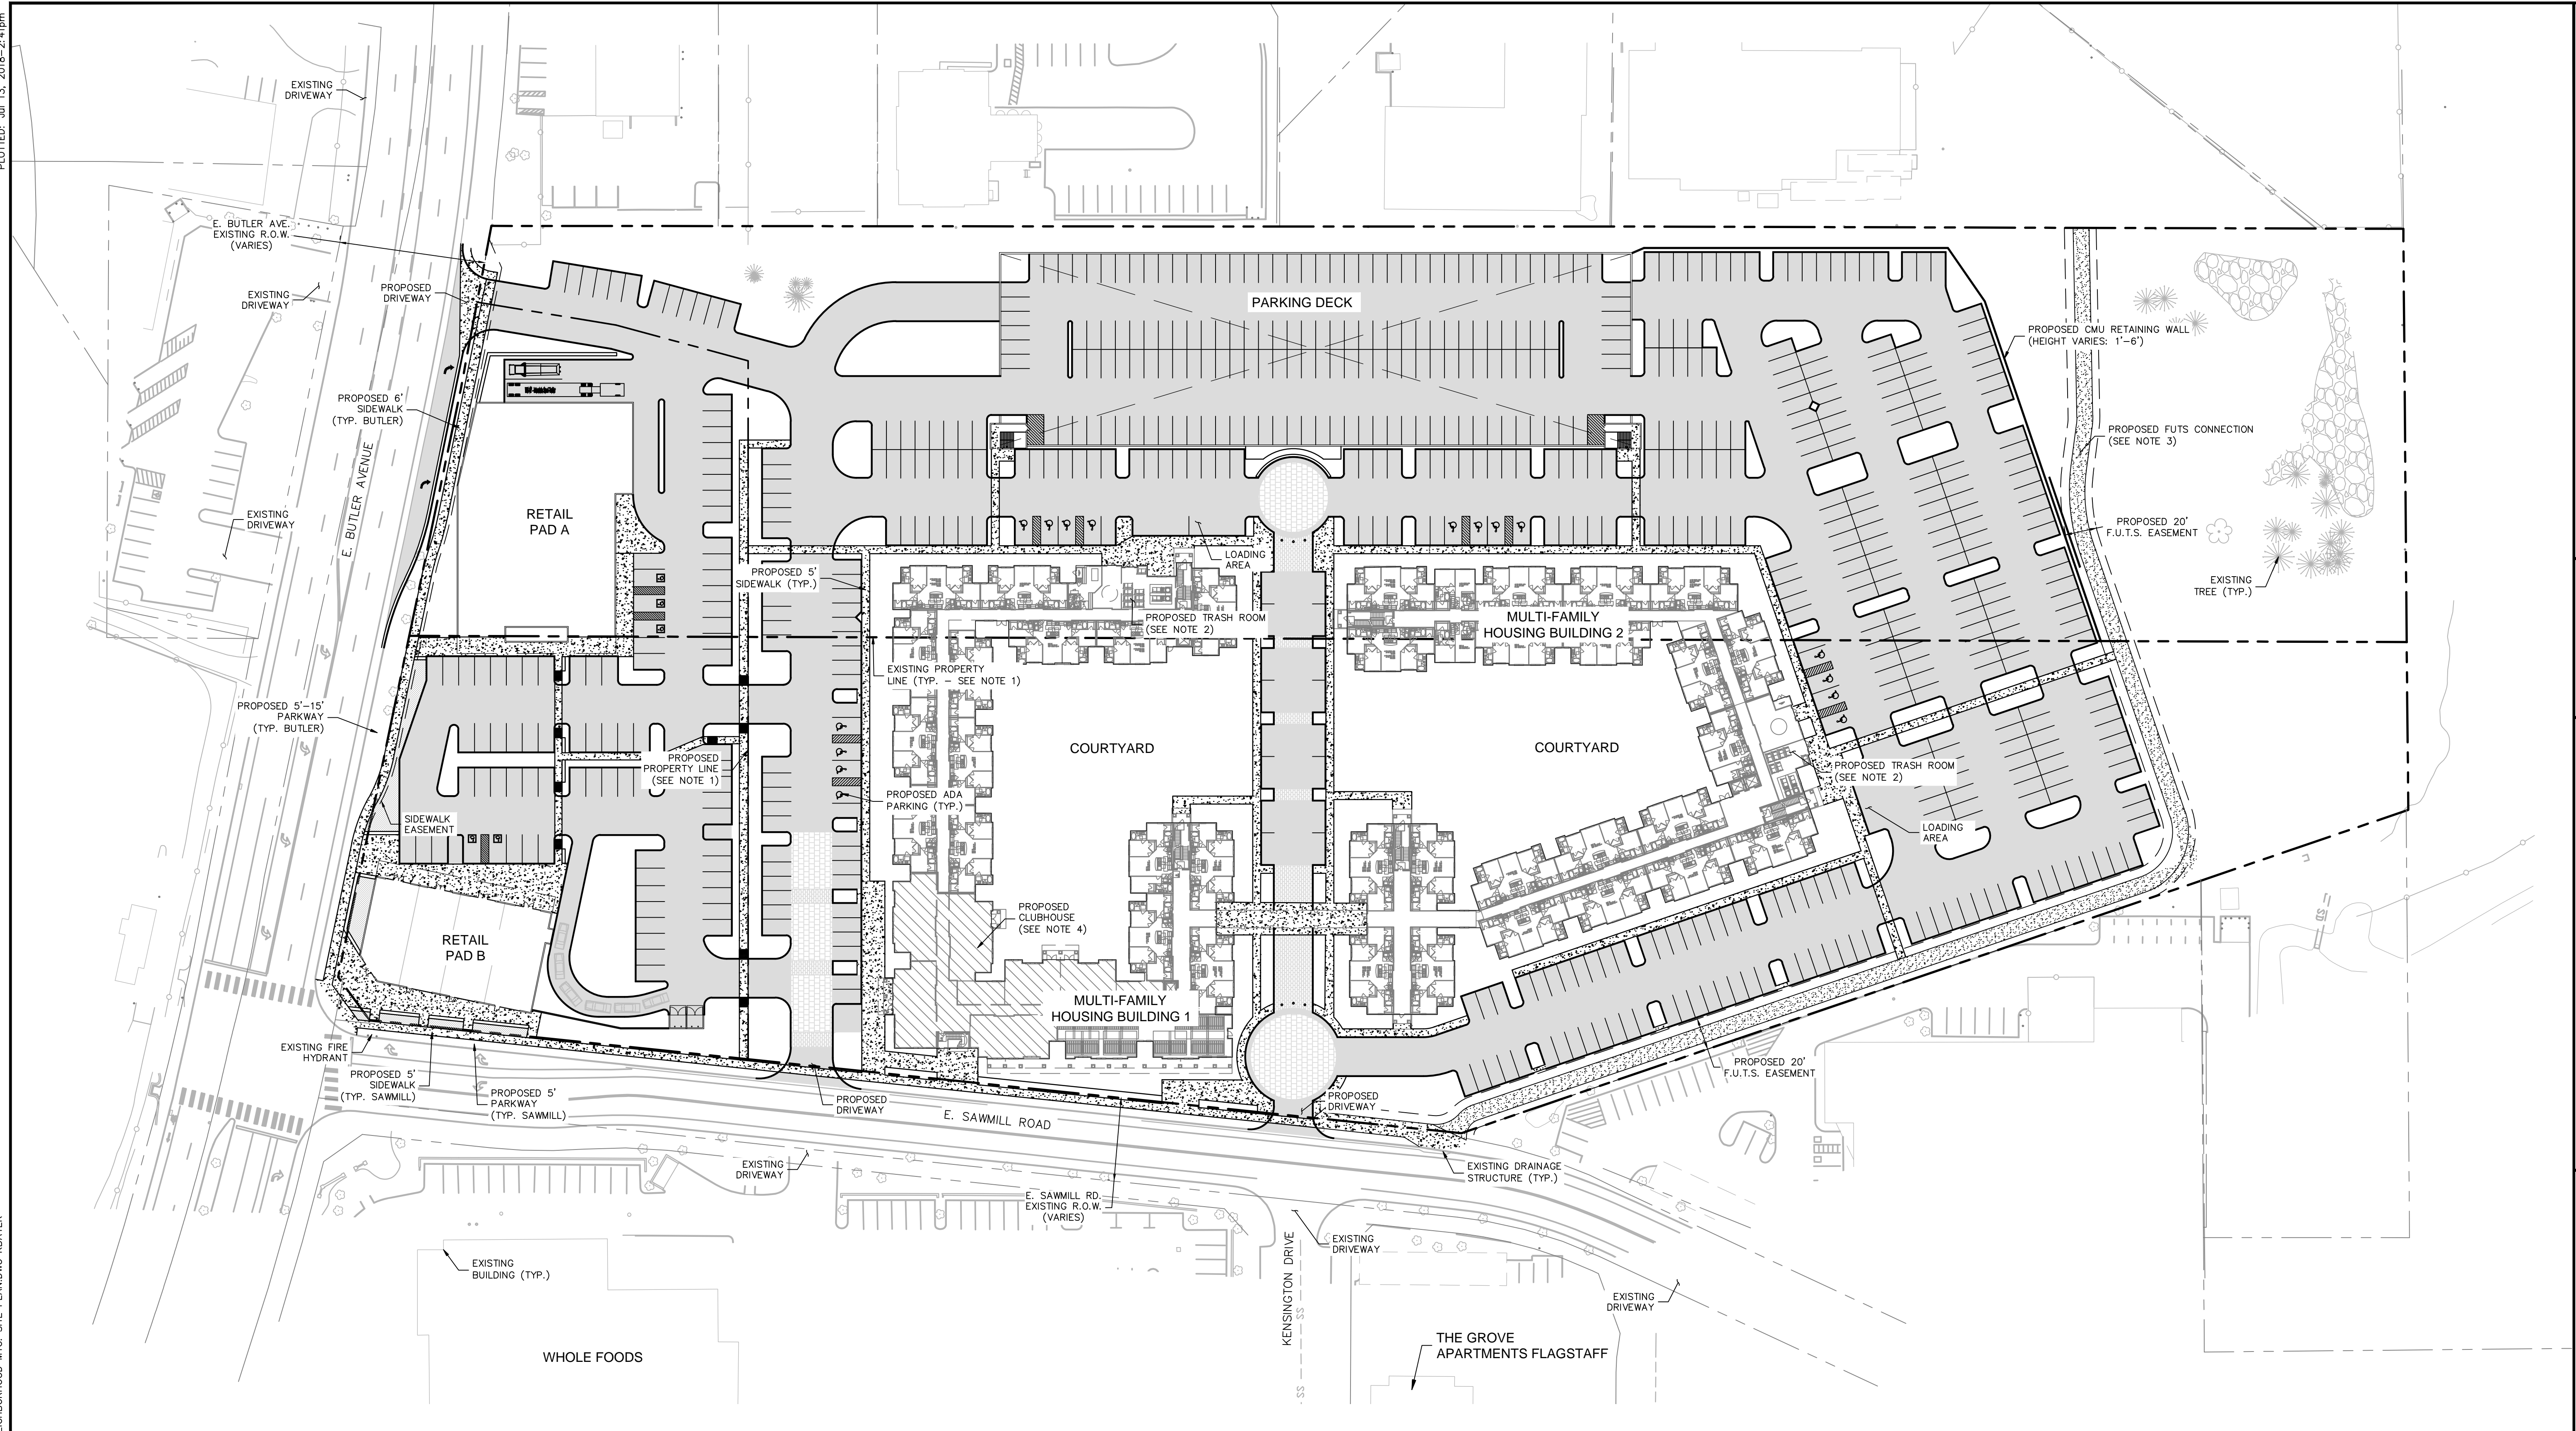 PLOTTED: Jul 13, 2018-2:41pm
EXISTING
DRIVEWAY
E. BUTLER AVE.
EXISTING R.O.W.
(VARIES)
EXISTING
DRIVEWAY
PROPOSED
DRIVEWAY
PARKING DECK
PROPOSED CMU RETAINING WALL
(HEIGHT VARIES: 1'-6')
PROPOSED 6'
SIDEWALK
(TYP. BUTLER)
E. BUTLER AVENUE
PROPOSED FUTS CONNECTION
(SEE NOTE 3)
EXISTING
DRIVEWAY
RETAIL
PAD A
PROPOSED 20'
F.U.T.S. EASEMENT
LOADING
AREA
PROPOSED 5'
SIDEWALK (TYP.)
EXISTING
TREE (TYP.)
PROPOSED TRASH ROOM
(SEE NOTE 2)
MULTI-FAMILY
HOUSING BUILDING 2
EXISTING PROPERTY
LINE (TYP. - SEE NOTE 1)
PROPOSED 5'-15'
PARKWAY
(TYP. BUTLER)
COURTYARD
COURTYARD
PROPOSED
PROPERTY LINE
(SEE NOTE 1)
PROPOSED TRASH ROOM
(SEE NOTE 2)
PROPOSED ADA
PARKING (TYP.)
SIDEWALK
EASEMENT
LOADING
AREA
PROPOSED
CLUBHOUSE
(SEE NOTE 4)
RETAIL
PAD B
MULTI-FAMILY
HOUSING BUILDING 1
EXISTING FIRE
HYDRANT
PROPOSED 5'
SIDEWALK
(TYP. SAWMILL)
PROPOSED 5'
PARKWAY
(TYP. SAWMILL)
PROPOSED
DRIVEWAY
E. SAWMILL ROAD
PROPOSED
DRIVEWAY
PROPOSED 20'
F.U.T.S. EASEMENT
EXISTING
DRIVEWAY
EXISTING DRAINAGE
STRUCTURE (TYP.)
E. SAWMILL RD.
EXISTING R.O.W.
(VARIES)
EXISTING
DRIVEWAY
KENSINGTON DRIVE
EXISTING
BUILDING (TYP.)
EXISTING
DRIVEWAY
WHOLE FOODS
THE GROVE
APARTMENTS FLAGSTAFF